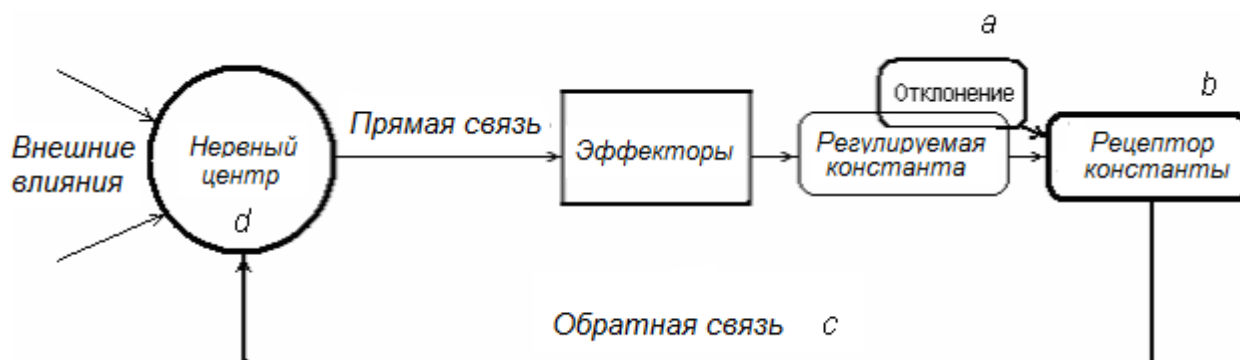 a
Отклонение
b
Внешние
влияния
Нервный
центр
d
Прямая связь
Эффекторы
Регулируемая
константа
Рецептор
константы
Обратная связь c